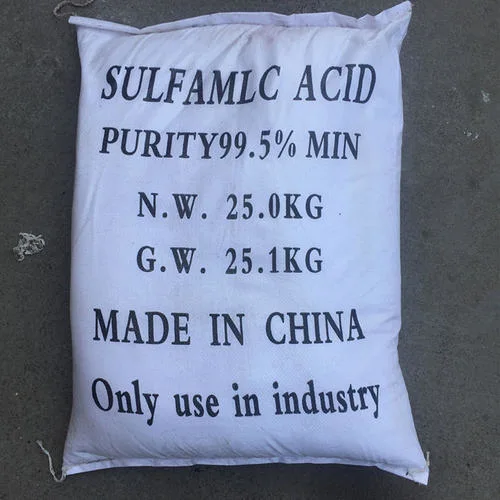 SULFAMLC ACID
PURITY99.5% MIN
N.W. 25.0KG
G.W. 25.1KG
MADE IN CHINA
Only use in industry